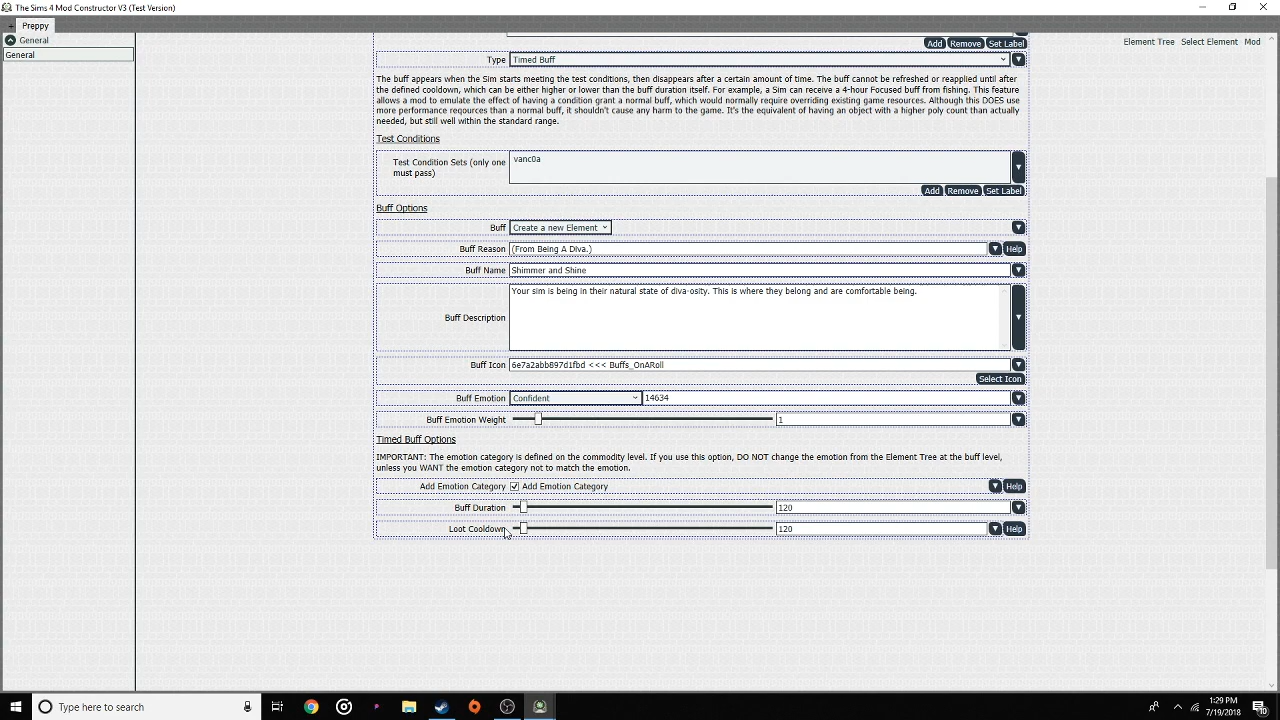 The Sims 4 Mod Constructor V3 (Test Version)
+ Preppy
General
General
Element Tree Select Element Mod
Add Remove Set Label
Type Timed Buff
The buff appears when the Sim starts meeting the test conditions, then disappears after a certain amount of time. The buff cannot be refreshed or reapplied until after
the defined cooldown, which can be either higher or lower than the buff duration itself. For example, a Sim can receive a 4-hour Focused buff from fishing. This feature
allows a mod to emulate the effect of having a condition grant a normal buff, which would normally require overriding existing game resources. Although this DOES use
more performance reqources than a normal buff, it shouldn't cause any harm to the game. It's the equivalent of having an object with a higher poly count than actually
needed, but still well within the standard range.
Test Conditions
Test Condition Sets (only one
must pass)
vanc0a
Add Remove Set Label
Buff Options
Buff Create a new Element
Buff Reason (From Being A Diva.) Help
Buff Name Shimmer and Shine
Buff Description Your sim is being in their natural state of diva-osity. This is where they belong and are comfortable being.
Buff Icon 6e7a2abb897d1fbd <<< Buffs_OnARoll
Select Icon
Buff Emotion Confident 14634
Buff Emotion Weight 1
Timed Buff Options
IMPORTANT: The emotion category is defined on the commodity level. If you use this option, DO NOT change the emotion from the Element Tree at the buff level,
unless you WANT the emotion category not to match the emotion.
Add Emotion Category Add Emotion Category Help
Buff Duration 120
Loot Cooldown 120 Help
Type here to search
1:29 PM
7/19/2018
10